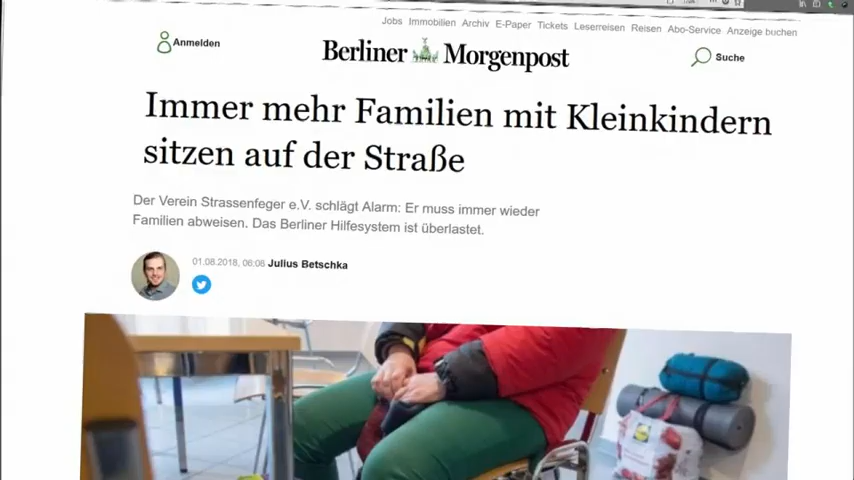 Jobs Immobilien Archiv E-Paper Tickets Leserreisen Reisen Abo-Service Anzeige buchen
Anmelden
Berliner Morgenpost
Suche
Immer mehr Familien mit Kleinkindern
sitzen auf der Straße
Der Verein Strassenfeger e.V. schlägt Alarm: Er muss immer wieder
Familien abweisen. Das Berliner Hilfesystem ist überlastet.
01.08.2018, 06:08 Julius Betschka